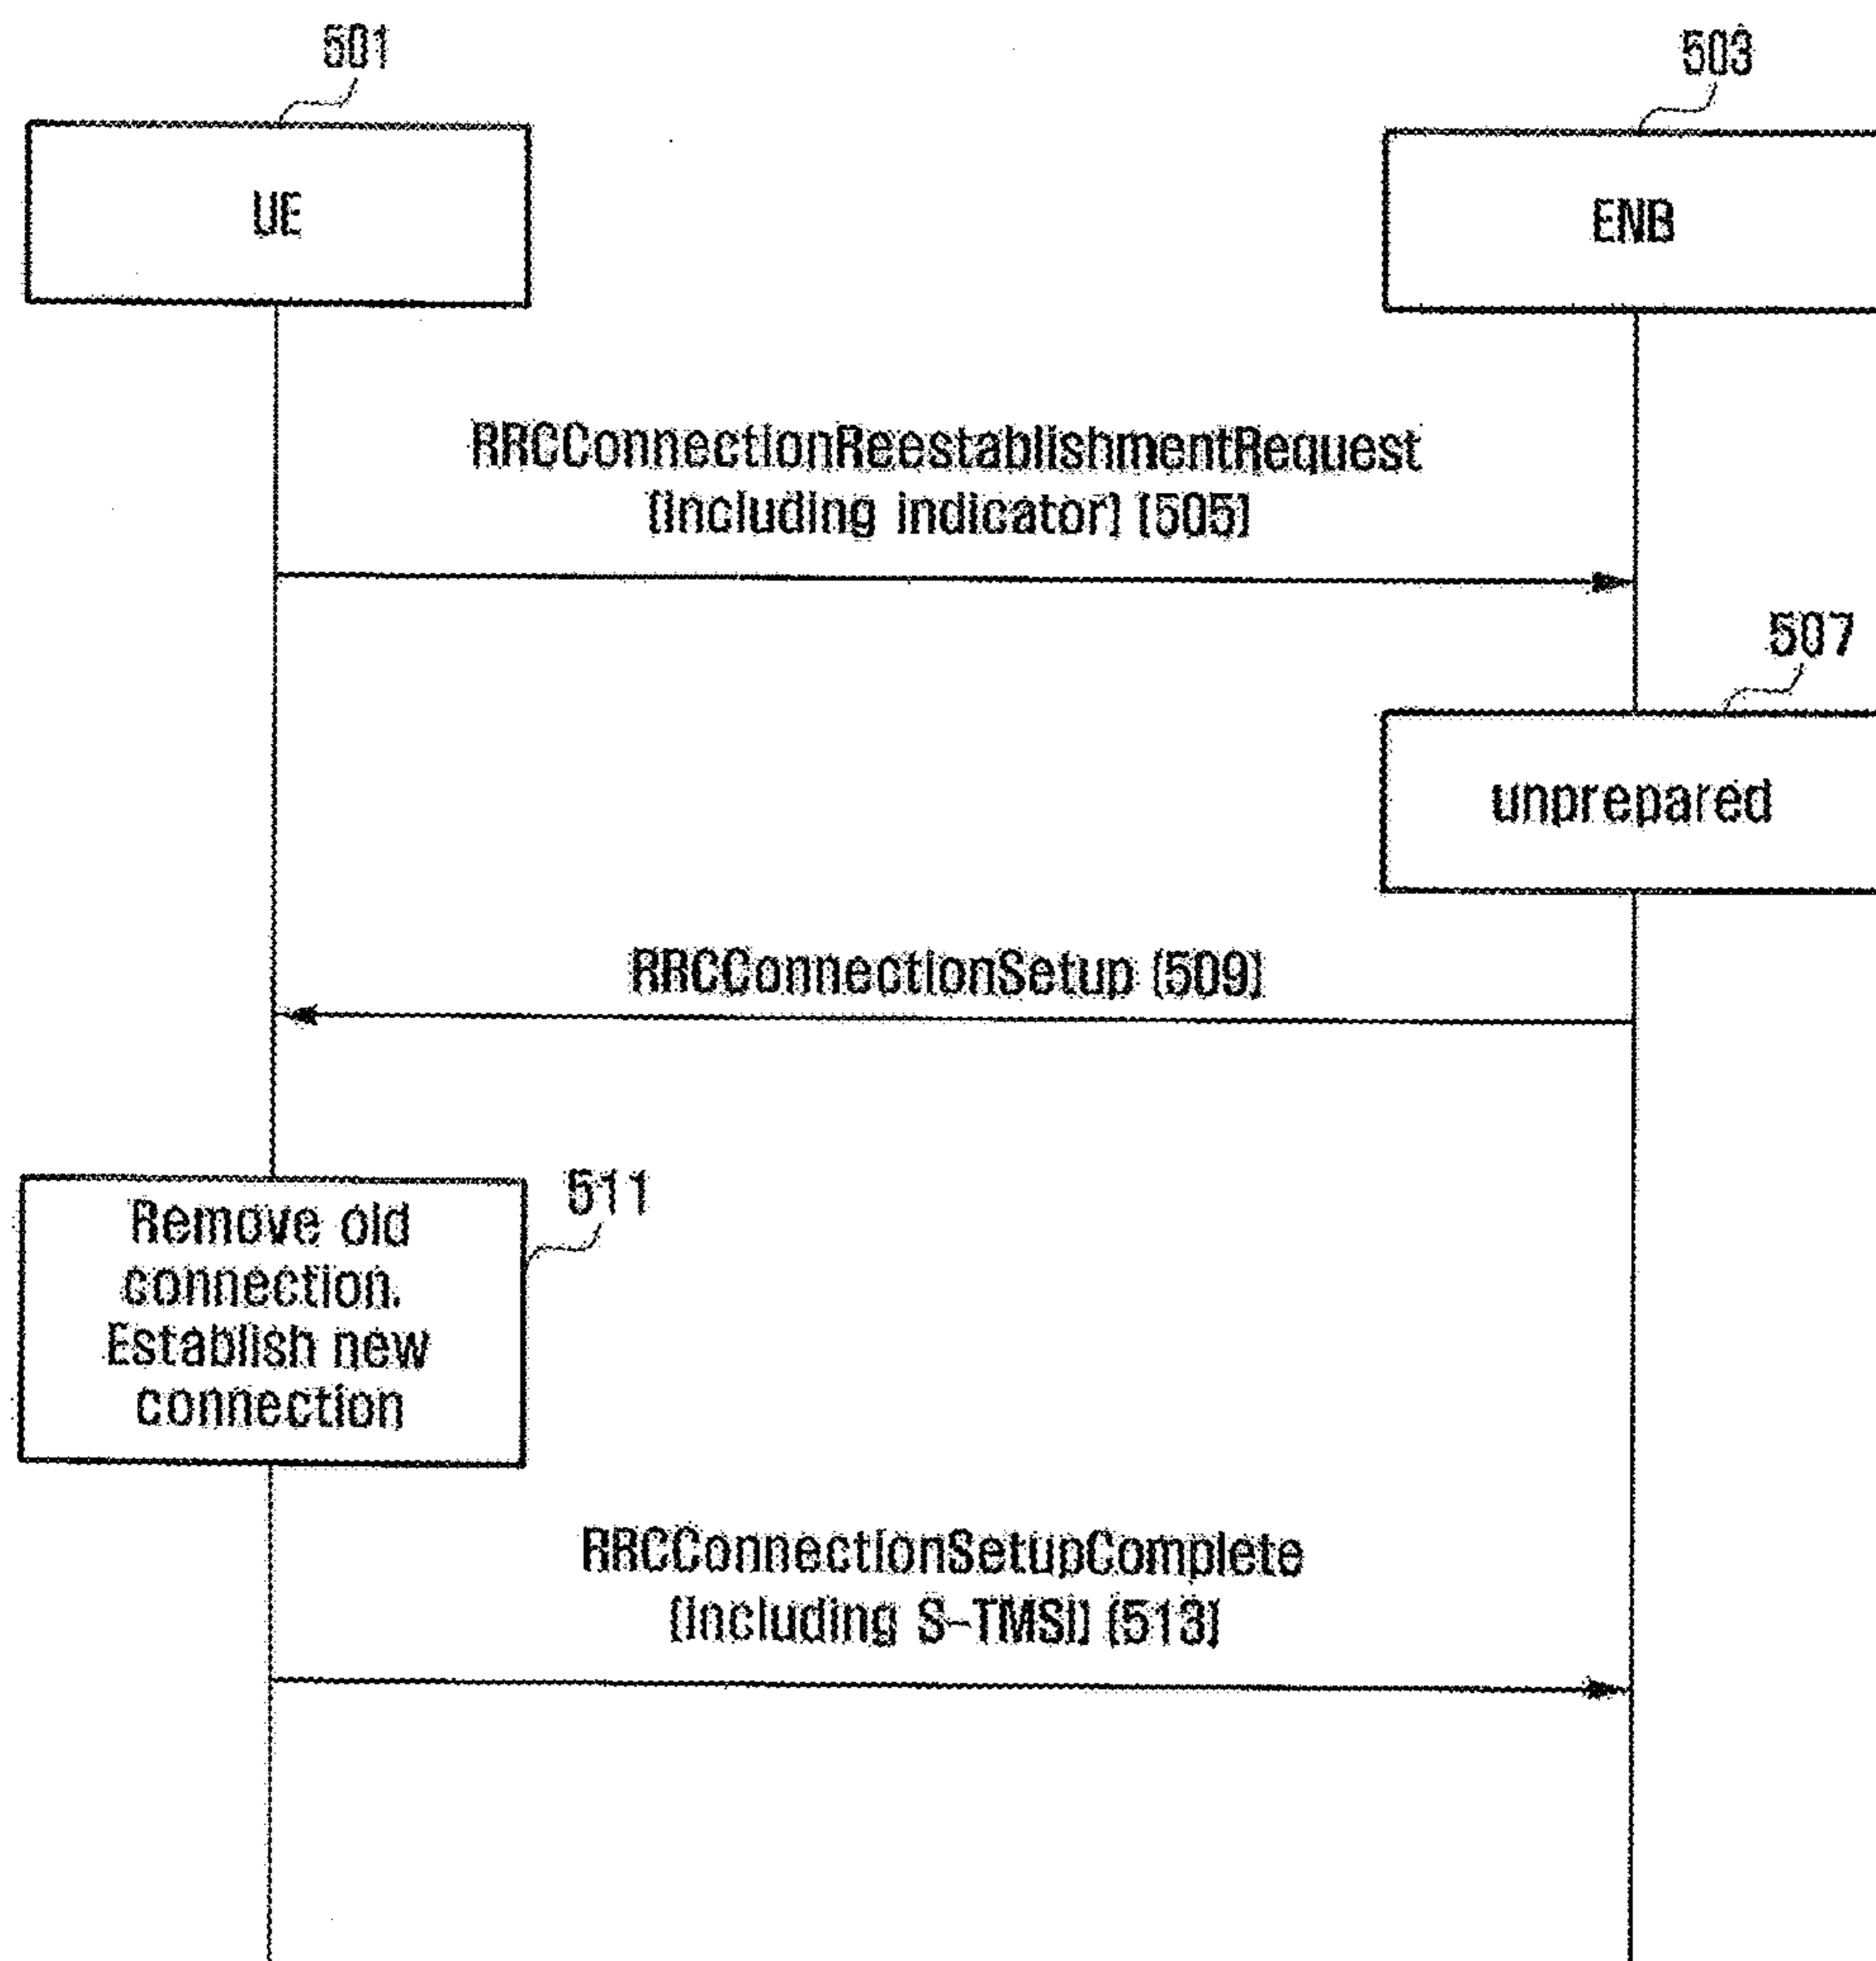 501
503
UE
ENB
RRCConnectionReestablishmentRequest
(including indicator) (505)
507
unprepared
RRCConnectionSetup (509)
511
Remove old
connection.
Establish new
connection
RRCConnectionSetupComplete
(including S-TMSI) (513)